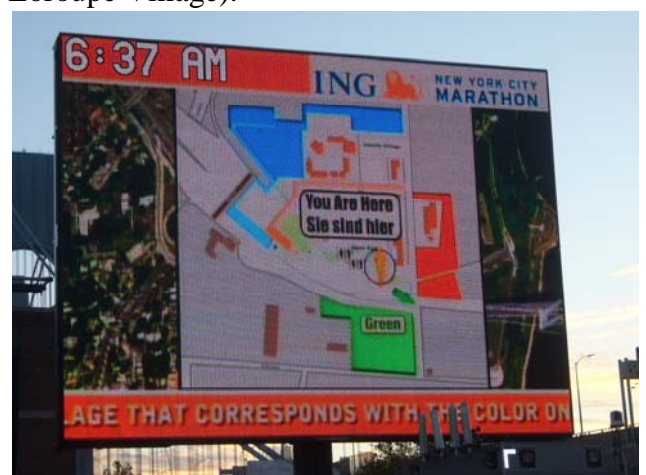 6:37 AM
ING
NEW YORK CITY
MARATHON
You Are Here
Sie sind hier
Green
LAGE THAT CORRESPONDS WITH THE COLOR ON